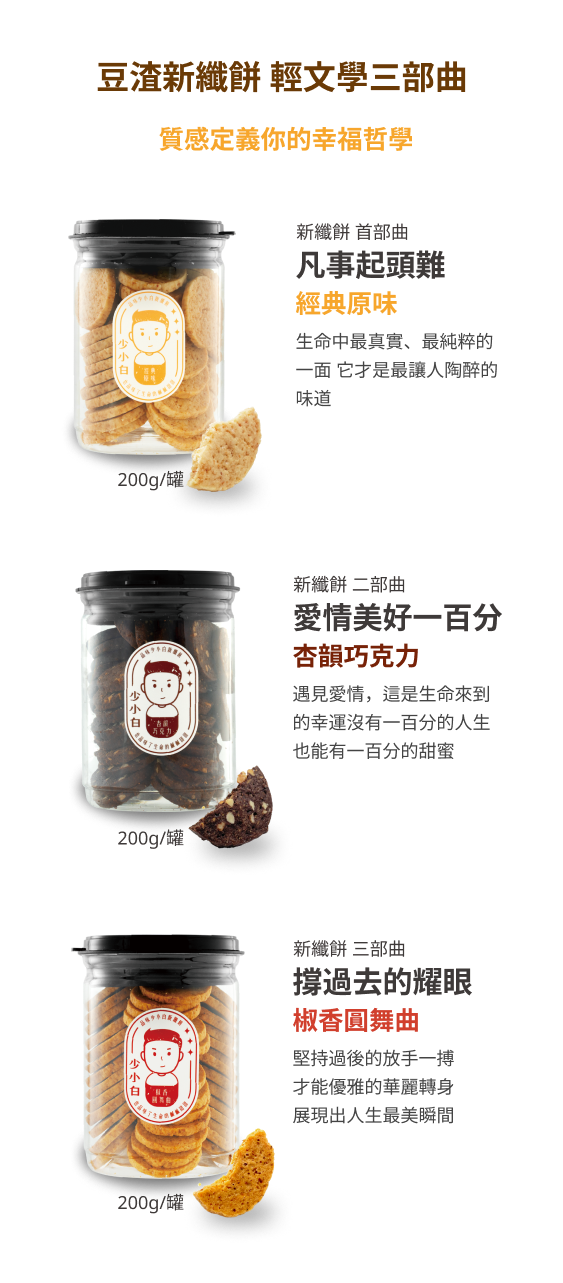 豆渣新纖餅 輕文學三部曲
質感定義你的幸福哲學
新纖餅 首部曲
凡事起頭難
經典原味
生命中最真實、最純粹的
一面 它才是最讓人陶醉的
味道
少小白
經典
原味
200g/罐
新纖餅 二部曲
愛情美好一百分
杏韻巧克力
遇見愛情，這是生命來到
的幸運沒有一百分的人生
也能有一百分的甜蜜
少小白
杏韻
巧克力
200g/罐
新纖餅 三部曲
撐過去的耀眼
椒香圓舞曲
堅持過後的放手一搏
才能優雅的華麗轉身
展現出人生最美瞬間
少小白
椒香
圓舞曲
200g/罐